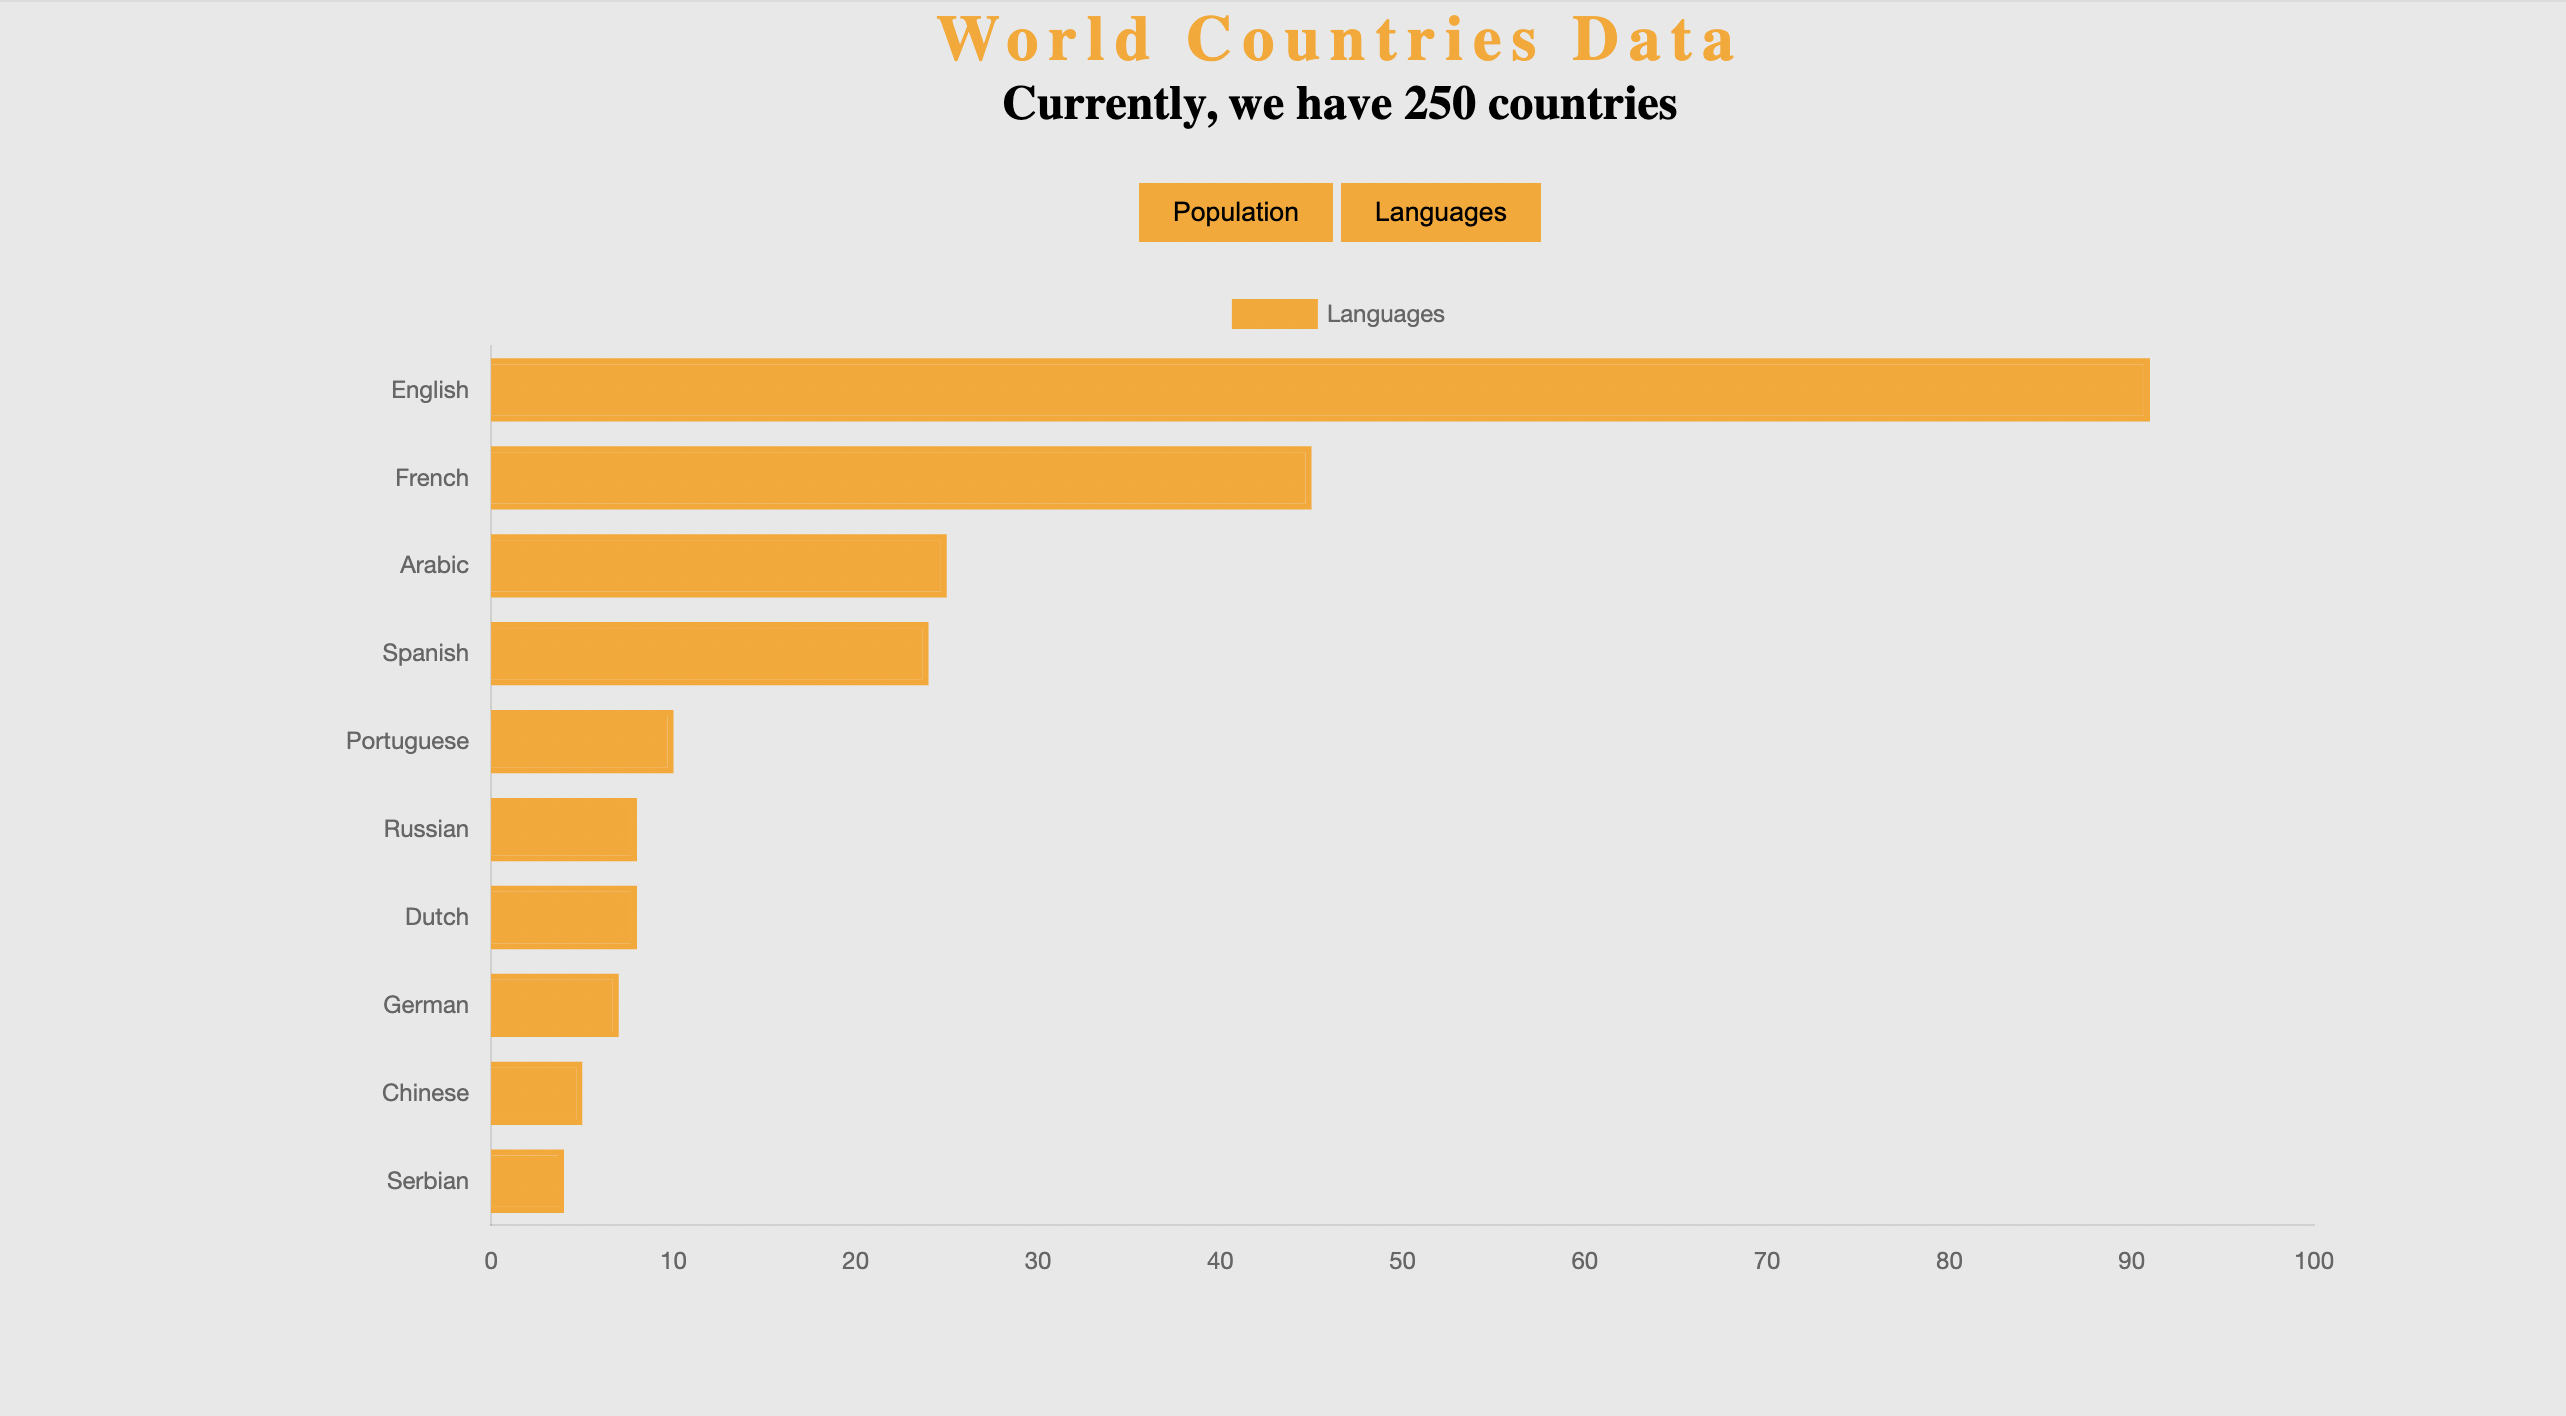 World Countries Data
Currently, we have 250 countries
Population Languages
Languages
English
French
Arabic
Spanish
Portuguese
Russian
Dutch
German
Chinese
Serbian
0 10 20 30 40 50 60 70 80 90 100